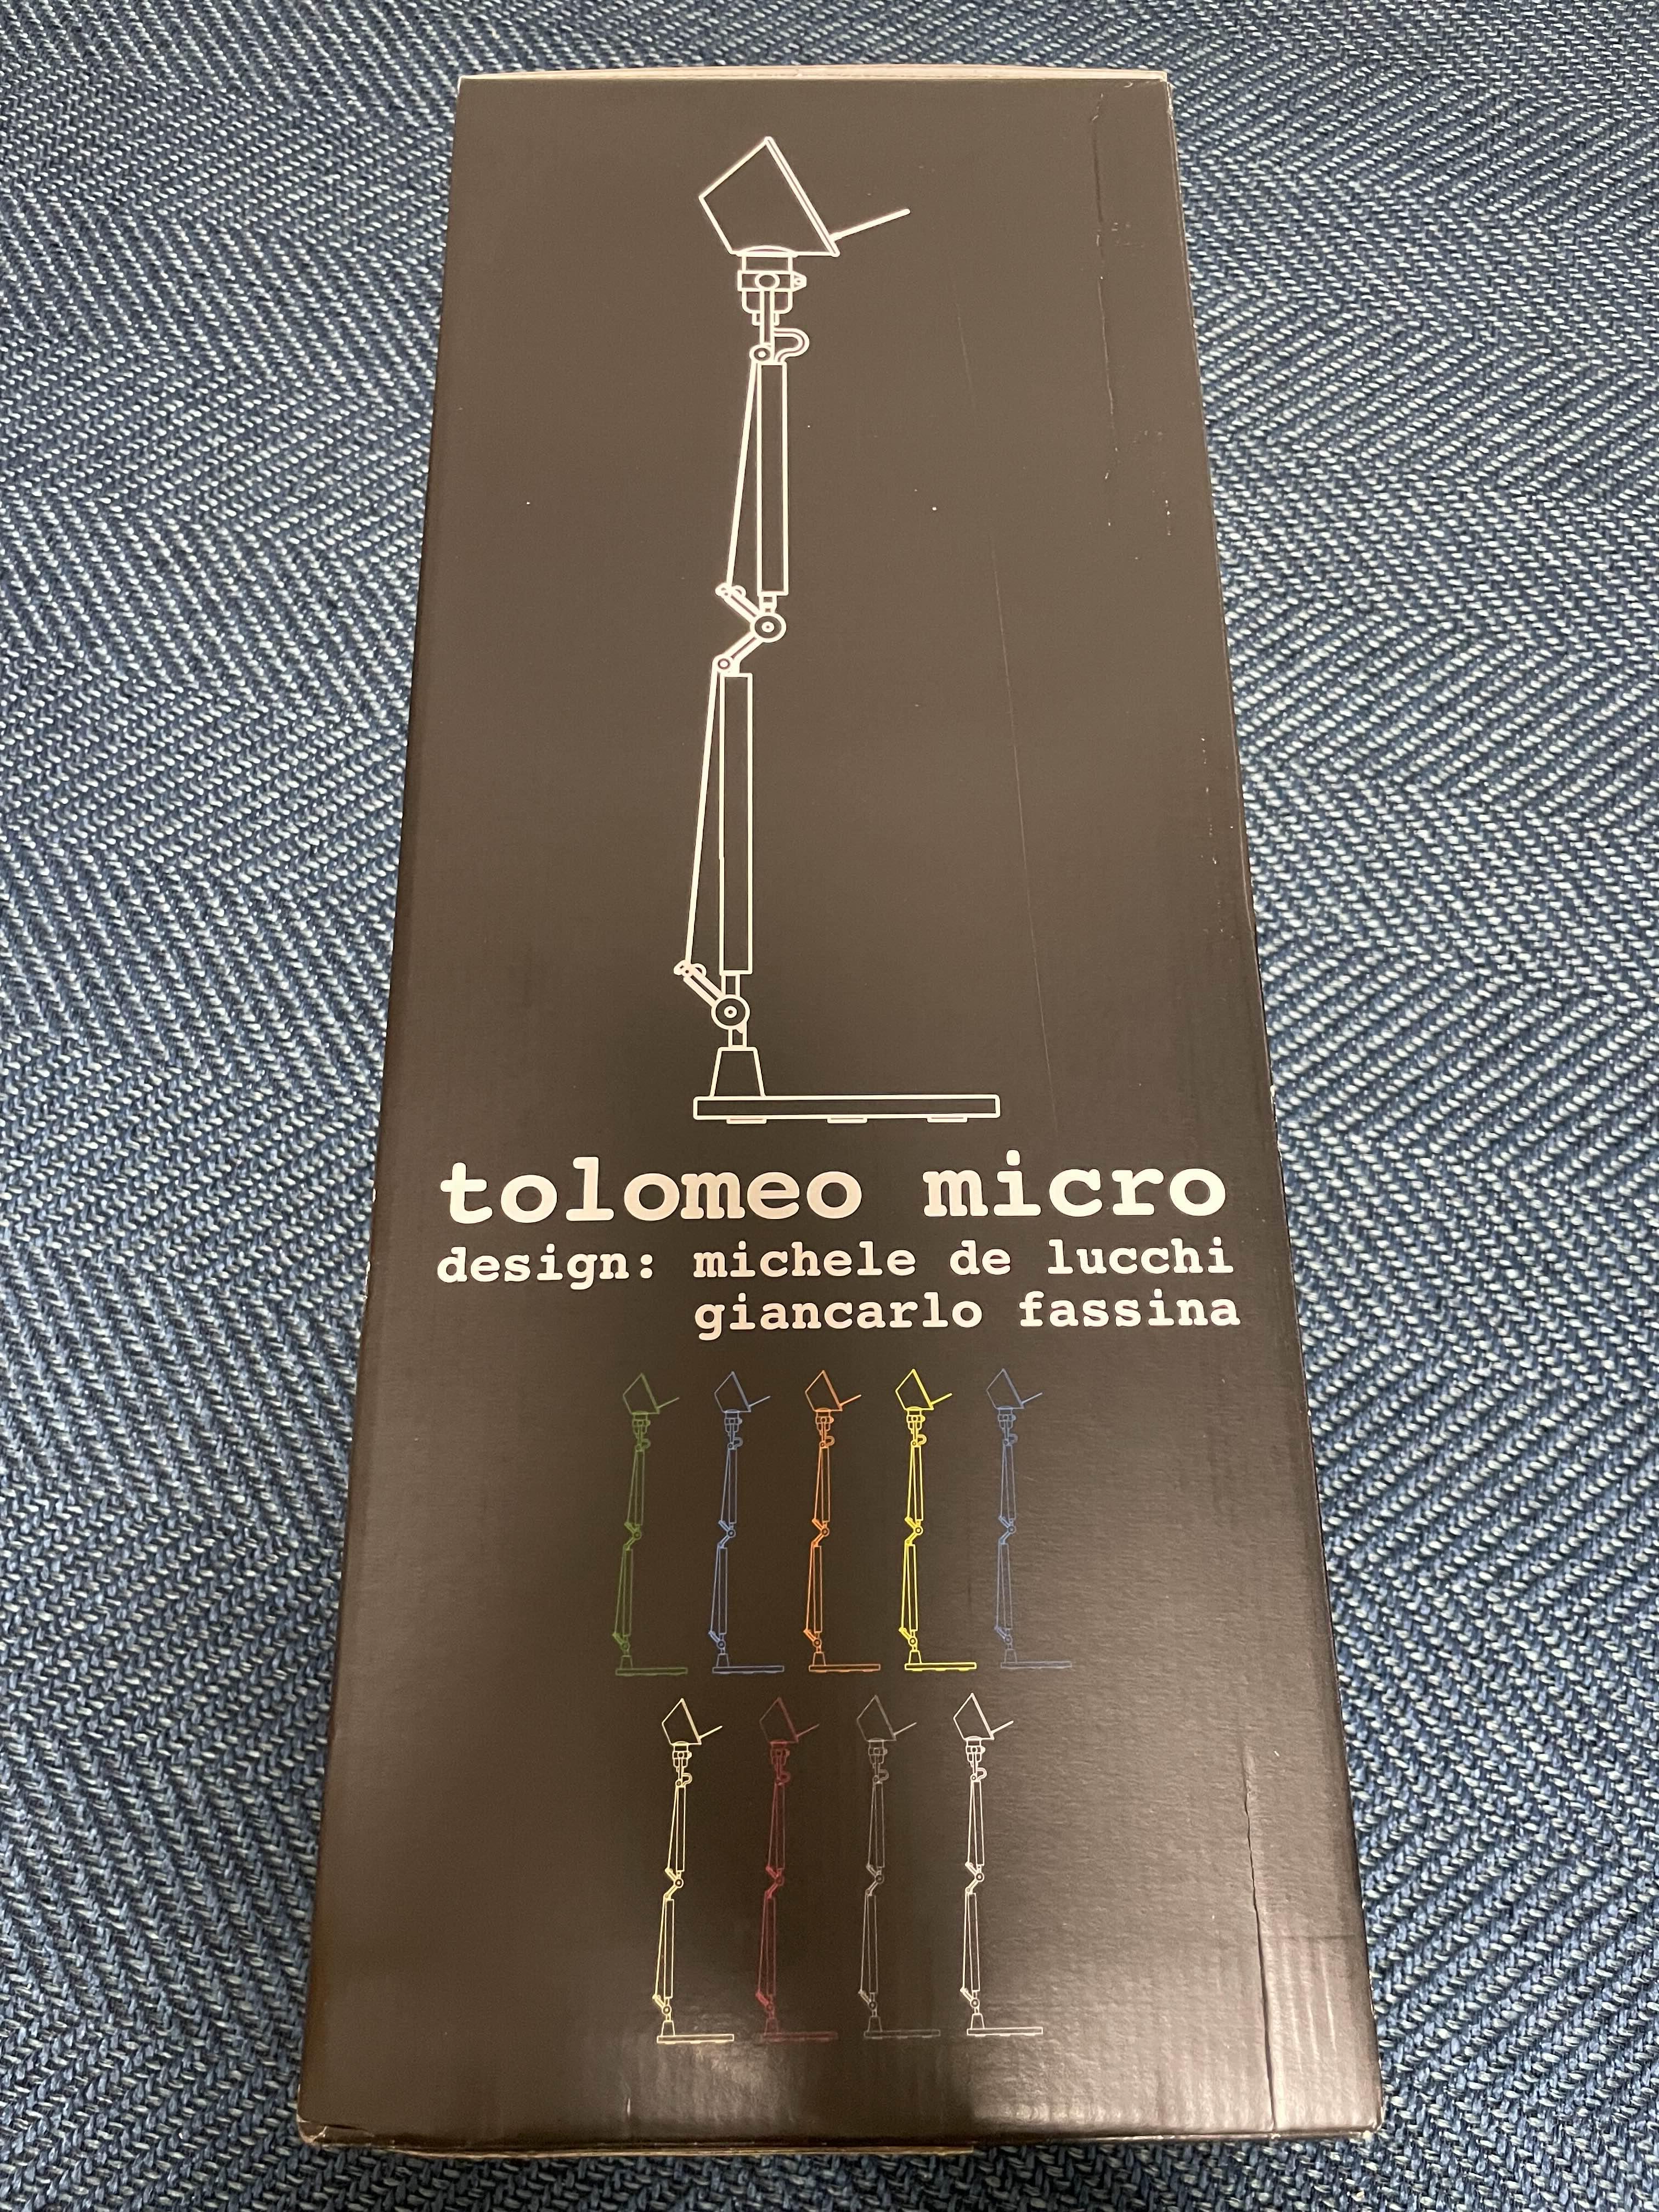 tolomeo micro
design: michele de lucchi
giancarlo fassina